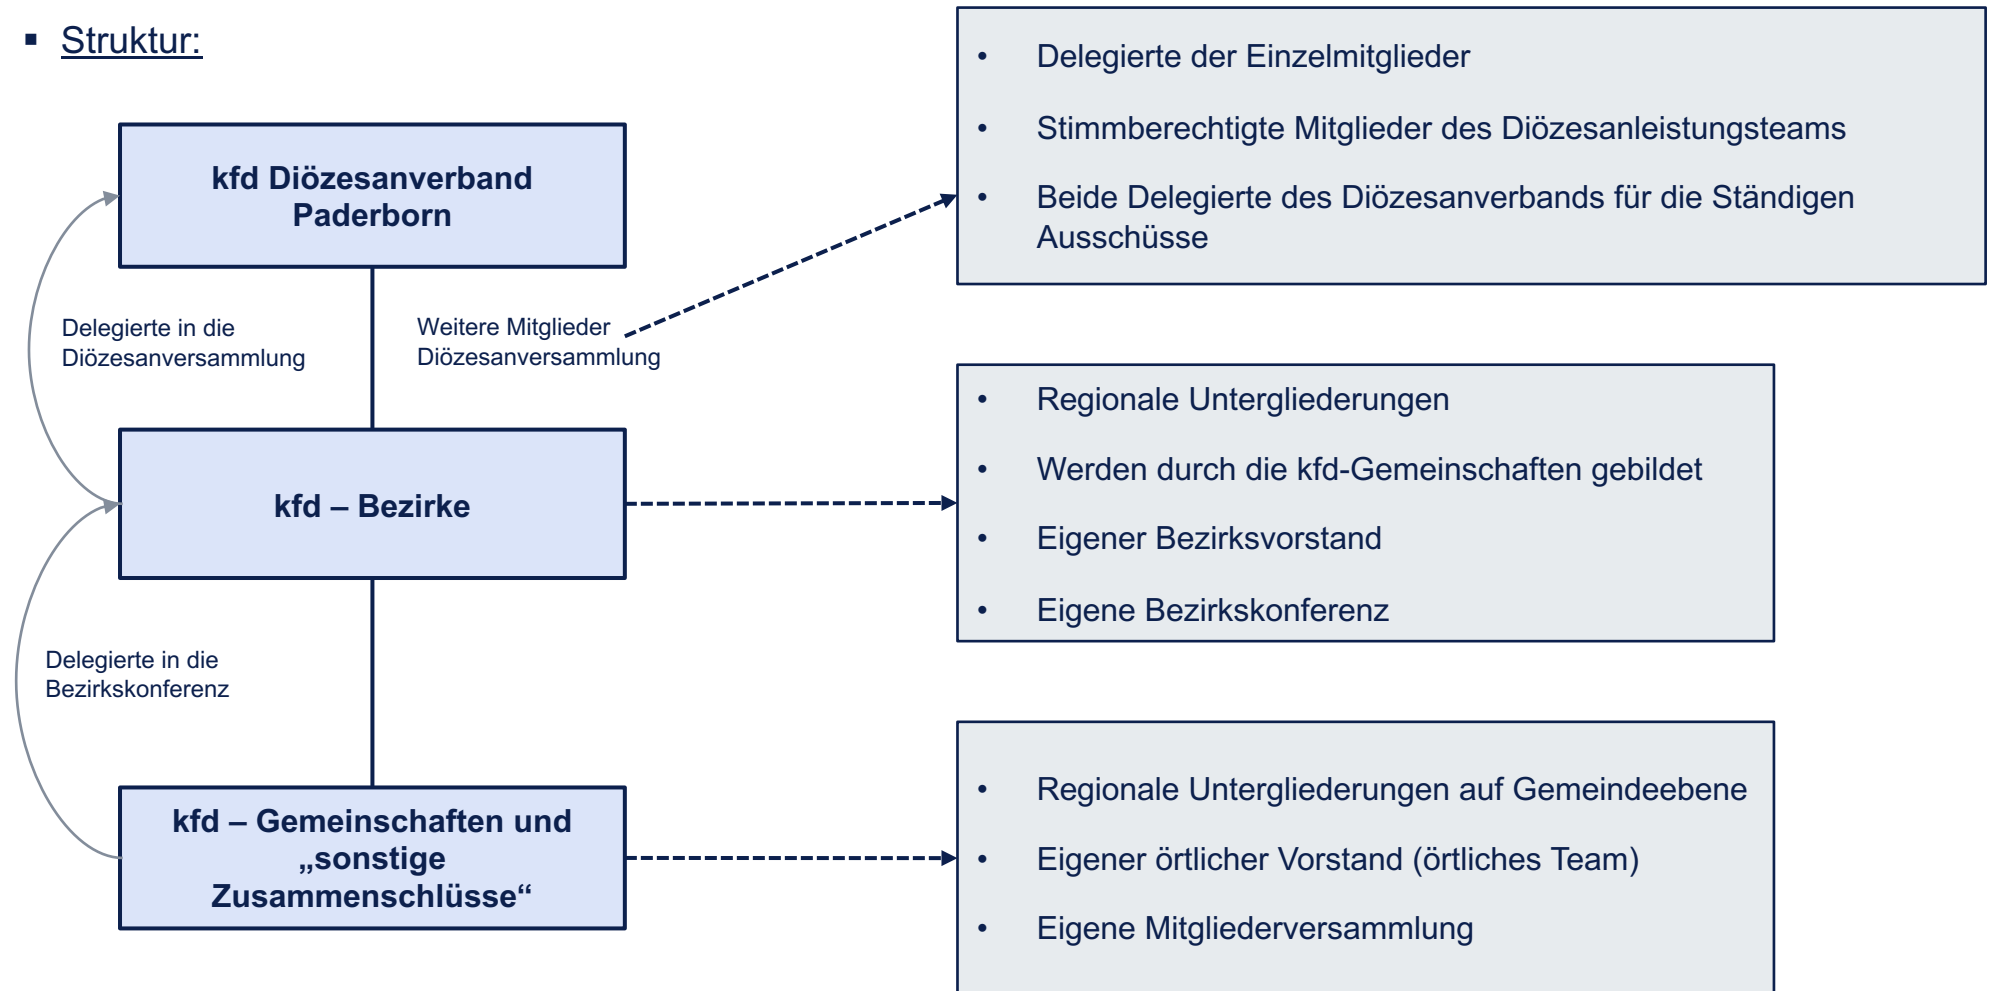 ▪ Struktur:
kfd Diözesanverband
Paderborn
Delegierte in die
Diözesanversammlung
Weitere Mitglieder
Diözesanversammlung
• Delegierte der Einzelmitglieder
• Stimmberechtigte Mitglieder des Diözesanleistungsteams
• Beide Delegierte des Diözesanverbands für die Ständigen
Ausschüsse
kfd – Bezirke
• Regionale Untergliederungen
• Werden durch die kfd-Gemeinschaften gebildet
• Eigener Bezirksvorstand
• Eigene Bezirkskonferenz
Delegierte in die
Bezirkskonferenz
kfd – Gemeinschaften und
„sonstige
Zusammenschlüsse“
• Regionale Untergliederungen auf Gemeindeebene
• Eigener örtlicher Vorstand (örtliches Team)
• Eigene Mitgliederversammlung